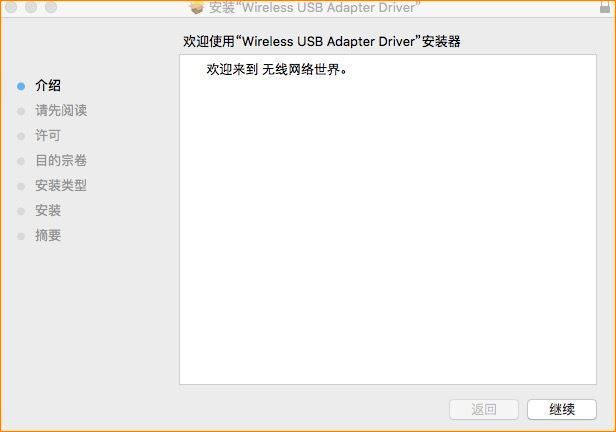 安装“Wireless USB Adapter Driver”
欢迎使用“Wireless USB Adapter Driver”安装器
欢迎来到 无线网络世界。
介绍
请先阅读
许可
目的宗卷
安装类型
安装
摘要
返回
继续